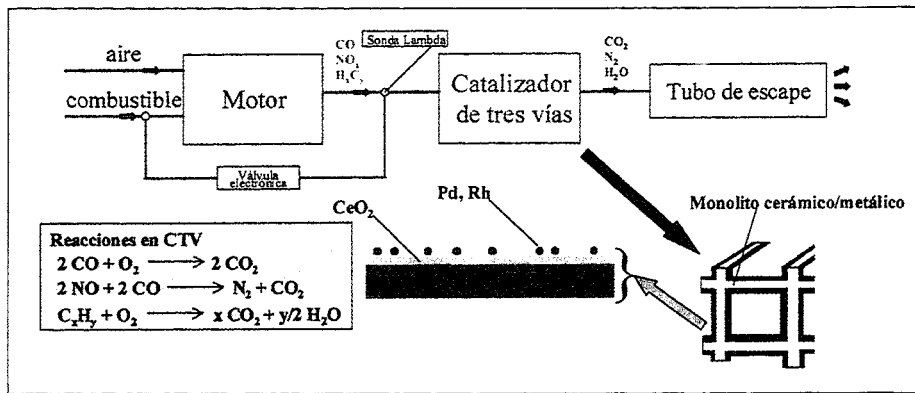 aire
combustible
Motor
CO
NOₓ
HₓCᵧ
Sonda Lambda
Válvula
electrónica
Catalizador
de tres vías
CO₂
N₂
H₂O
Tubo de escape
Pd, Rh
CeO₂
Monolito cerámico/metálico
Reacciones en CTV
2 CO + O₂ ⟶ 2 CO₂
2 NO + 2 CO ⟶ N₂ + CO₂
CₓHᵧ + O₂ ⟶ x CO₂ + y/2 H₂O